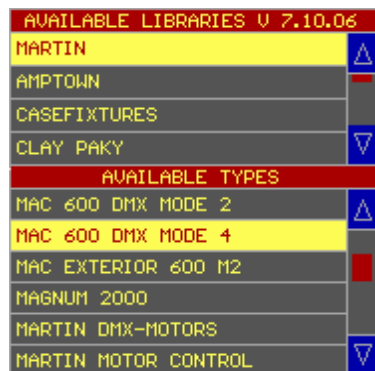 AVAILABLE LIBRARIES V 7.10.06
MARTIN
AMPTOWN
CASEFIXTURES
CLAY PAKY
AVAILABLE TYPES
MAC 600 DMX MODE 2
MAC 600 DMX MODE 4
MAC EXTERIOR 600 M2
MAGNUM 2000
MARTIN DMX-MOTORS
MARTIN MOTOR CONTROL